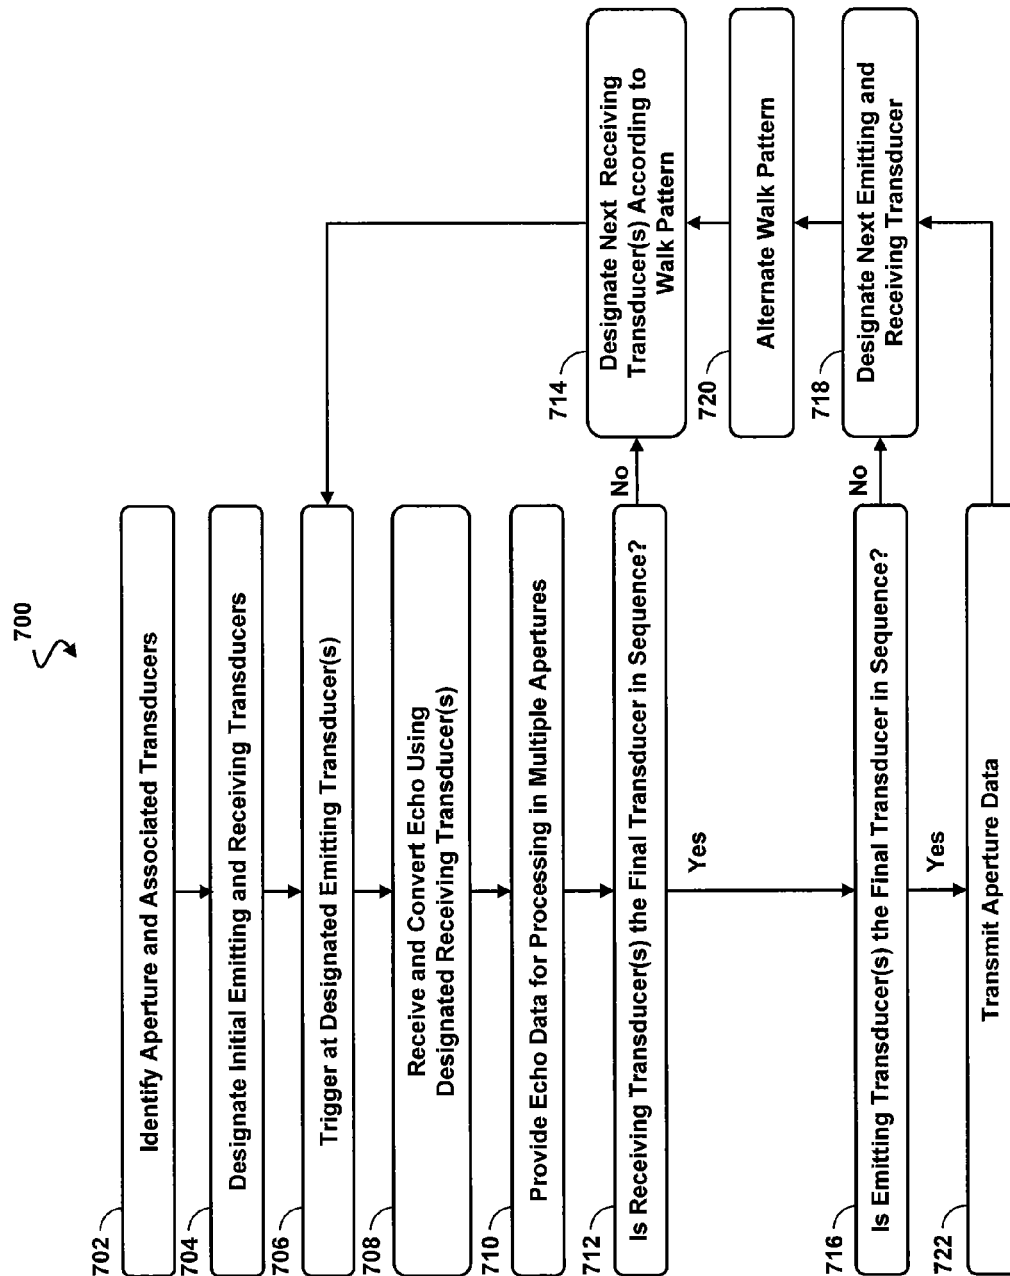 700
702
Identify Aperture and Associated Transducers
704
Designate Initial Emitting and Receiving Transducers
706
Trigger at Designated Emitting Transducer(s)
708
Receive and Convert Echo Using
Designated Receiving Transducer(s)
710
Provide Echo Data for Processing in Multiple Apertures
712
Is Receiving Transducer(s) the Final Transducer in Sequence?
No
Yes
714
Designate Next Receiving
Transducer(s) According to
Walk Pattern
720
Alternate Walk Pattern
718
Designate Next Emitting and
Receiving Transducer
716
Is Emitting Transducer(s) the Final Transducer in Sequence?
No
Yes
722
Transmit Aperture Data